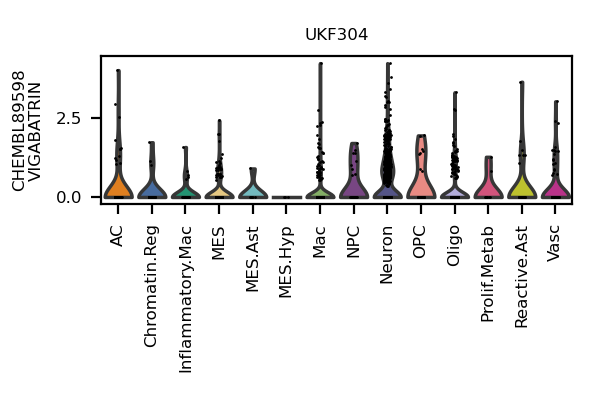 UKF304
CHEMBL89598
VIGABATRIN
2.5
0.0
AC
Chromatin.Reg
Inflammatory.Mac
MES
MES.Ast
MES.Hyp
Mac
NPC
Neuron
OPC
Oligo
Prolif.Metab
Reactive.Ast
Vasc